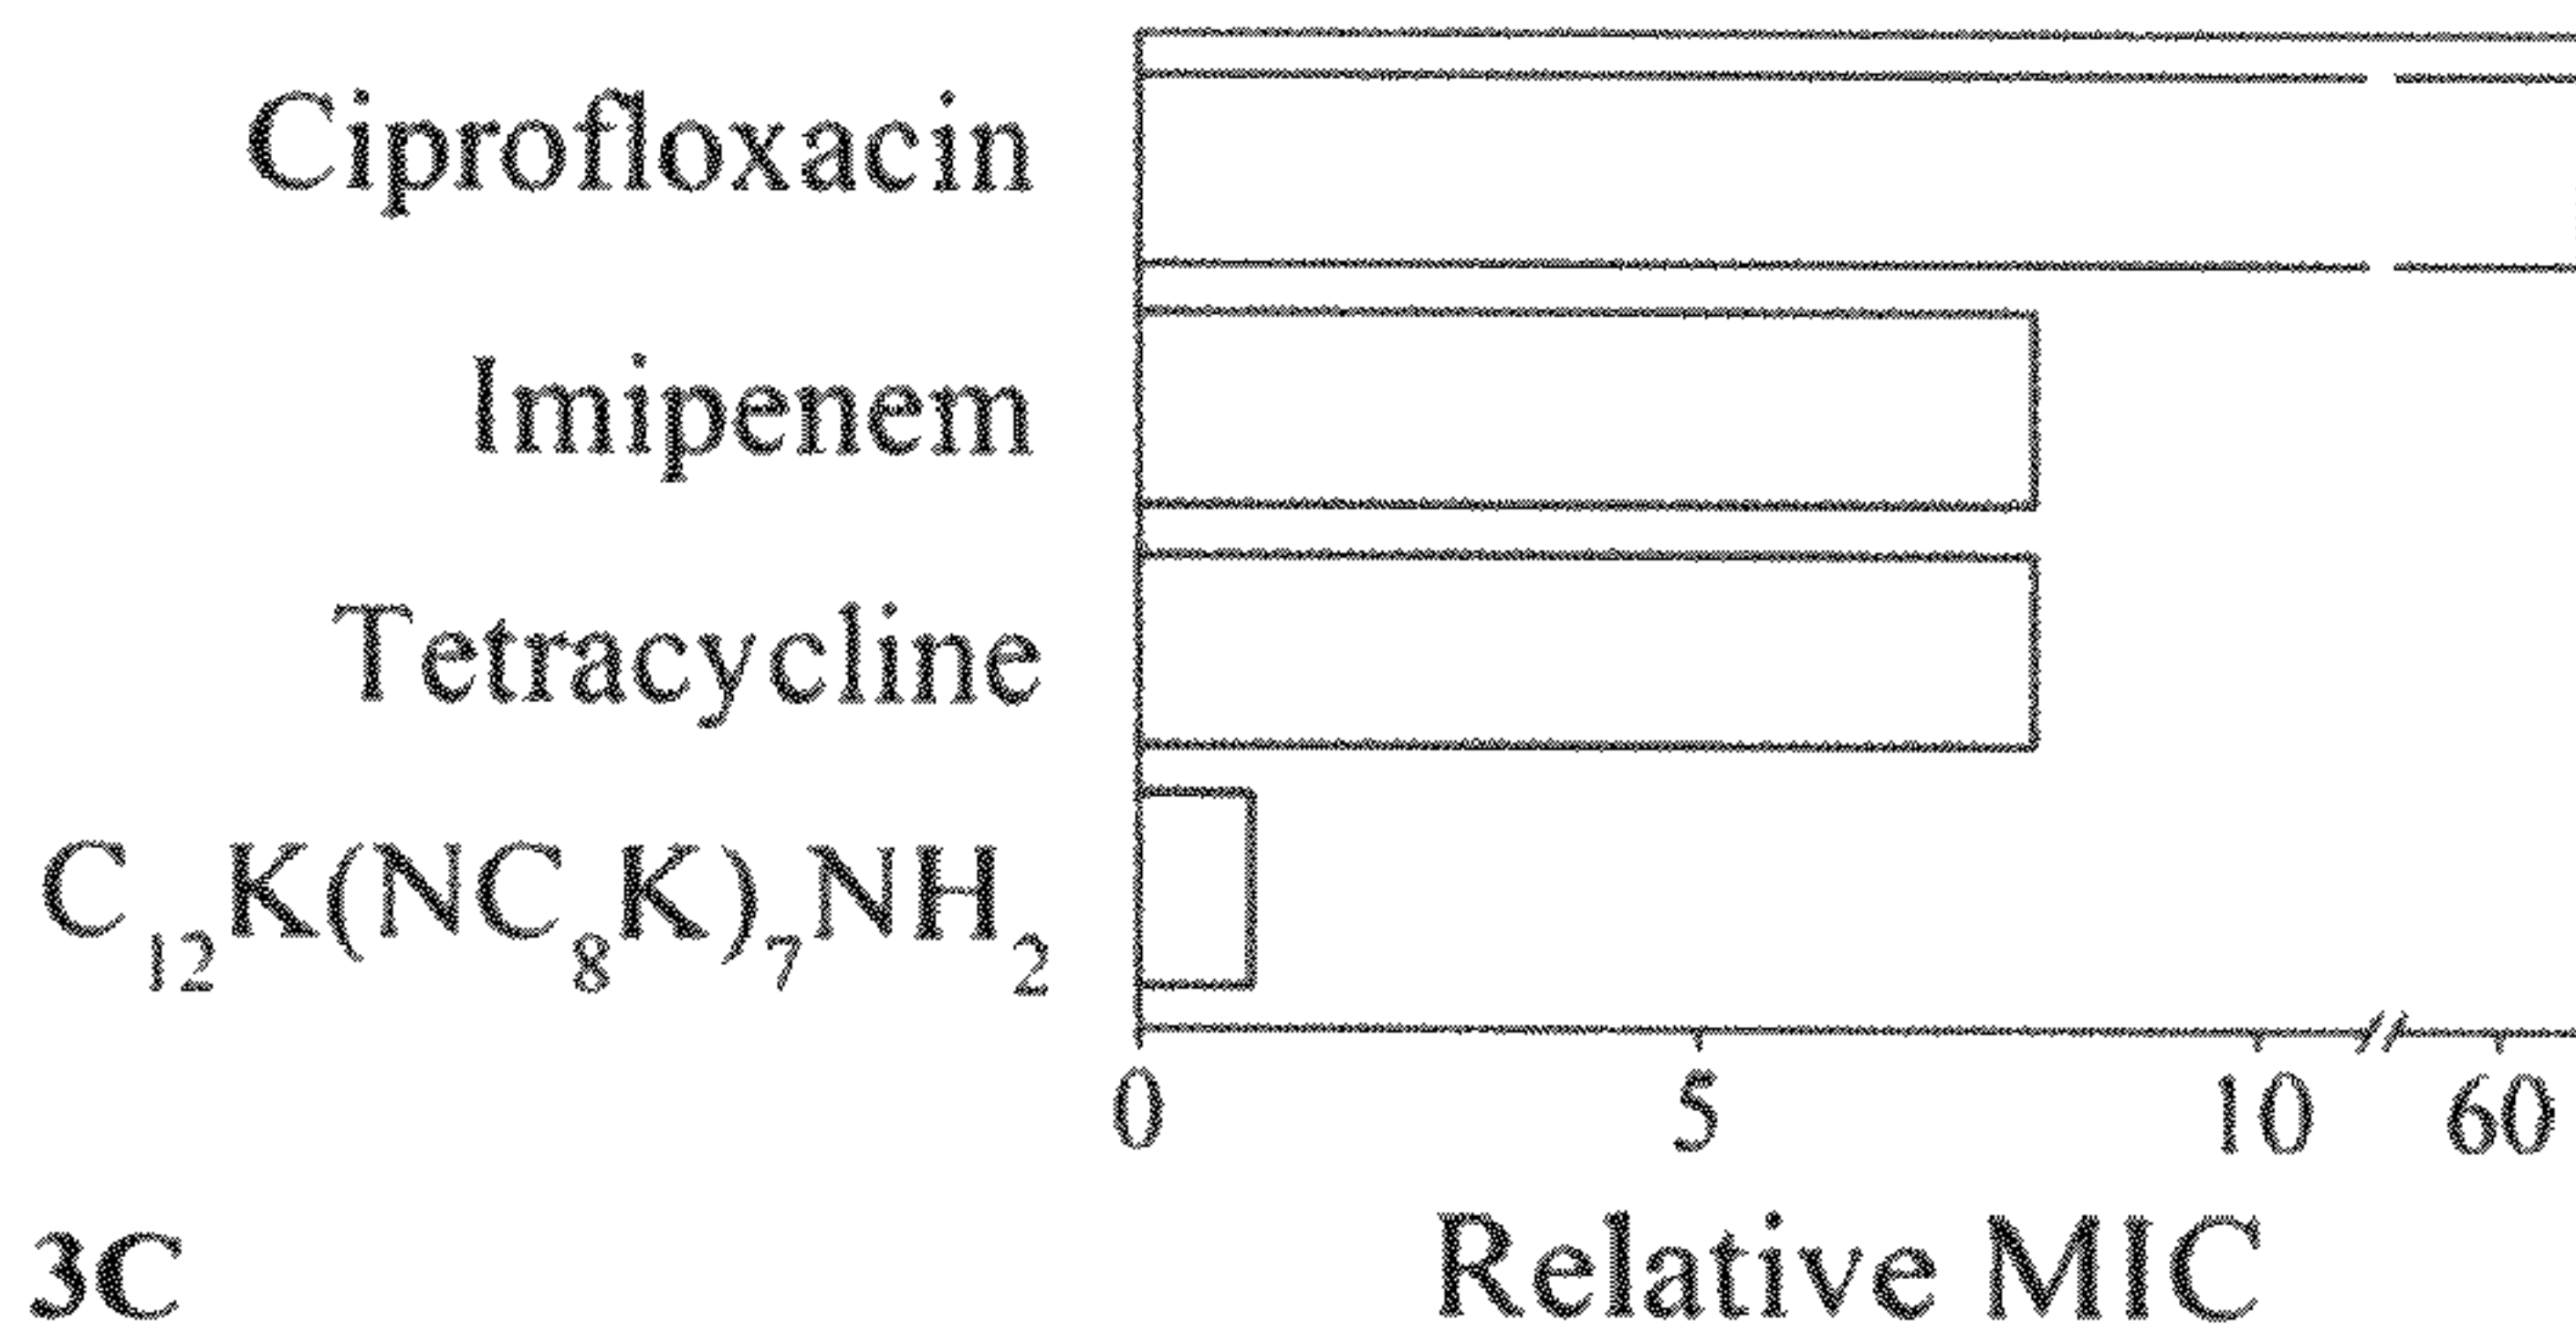 Ciprofloxacin
Imipenem
Tetracycline
C₁₂K(NC₈K)₇NH₂
0 5 10 60
3C Relative MIC